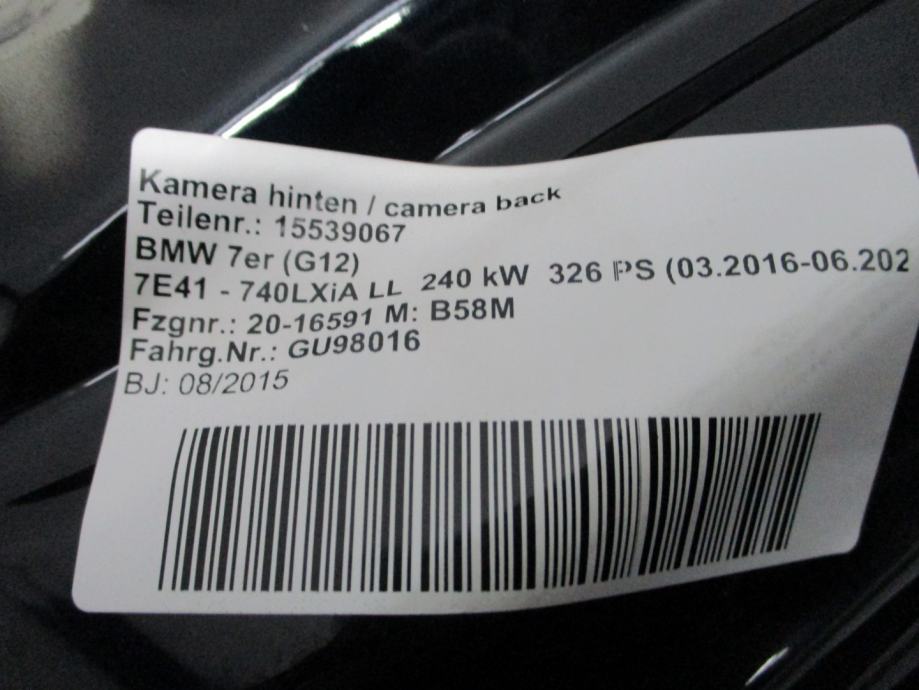 Kamera hinten / camera back
Teilenr.: 15539067
BMW 7er (G12)
7E41 - 740LXiA LL 240 kW 326 PS (03.2016-06.202
Fzgnr.: 20-16591 M: B58M
Fahrg.Nr.: GU98016
BJ: 08/2015